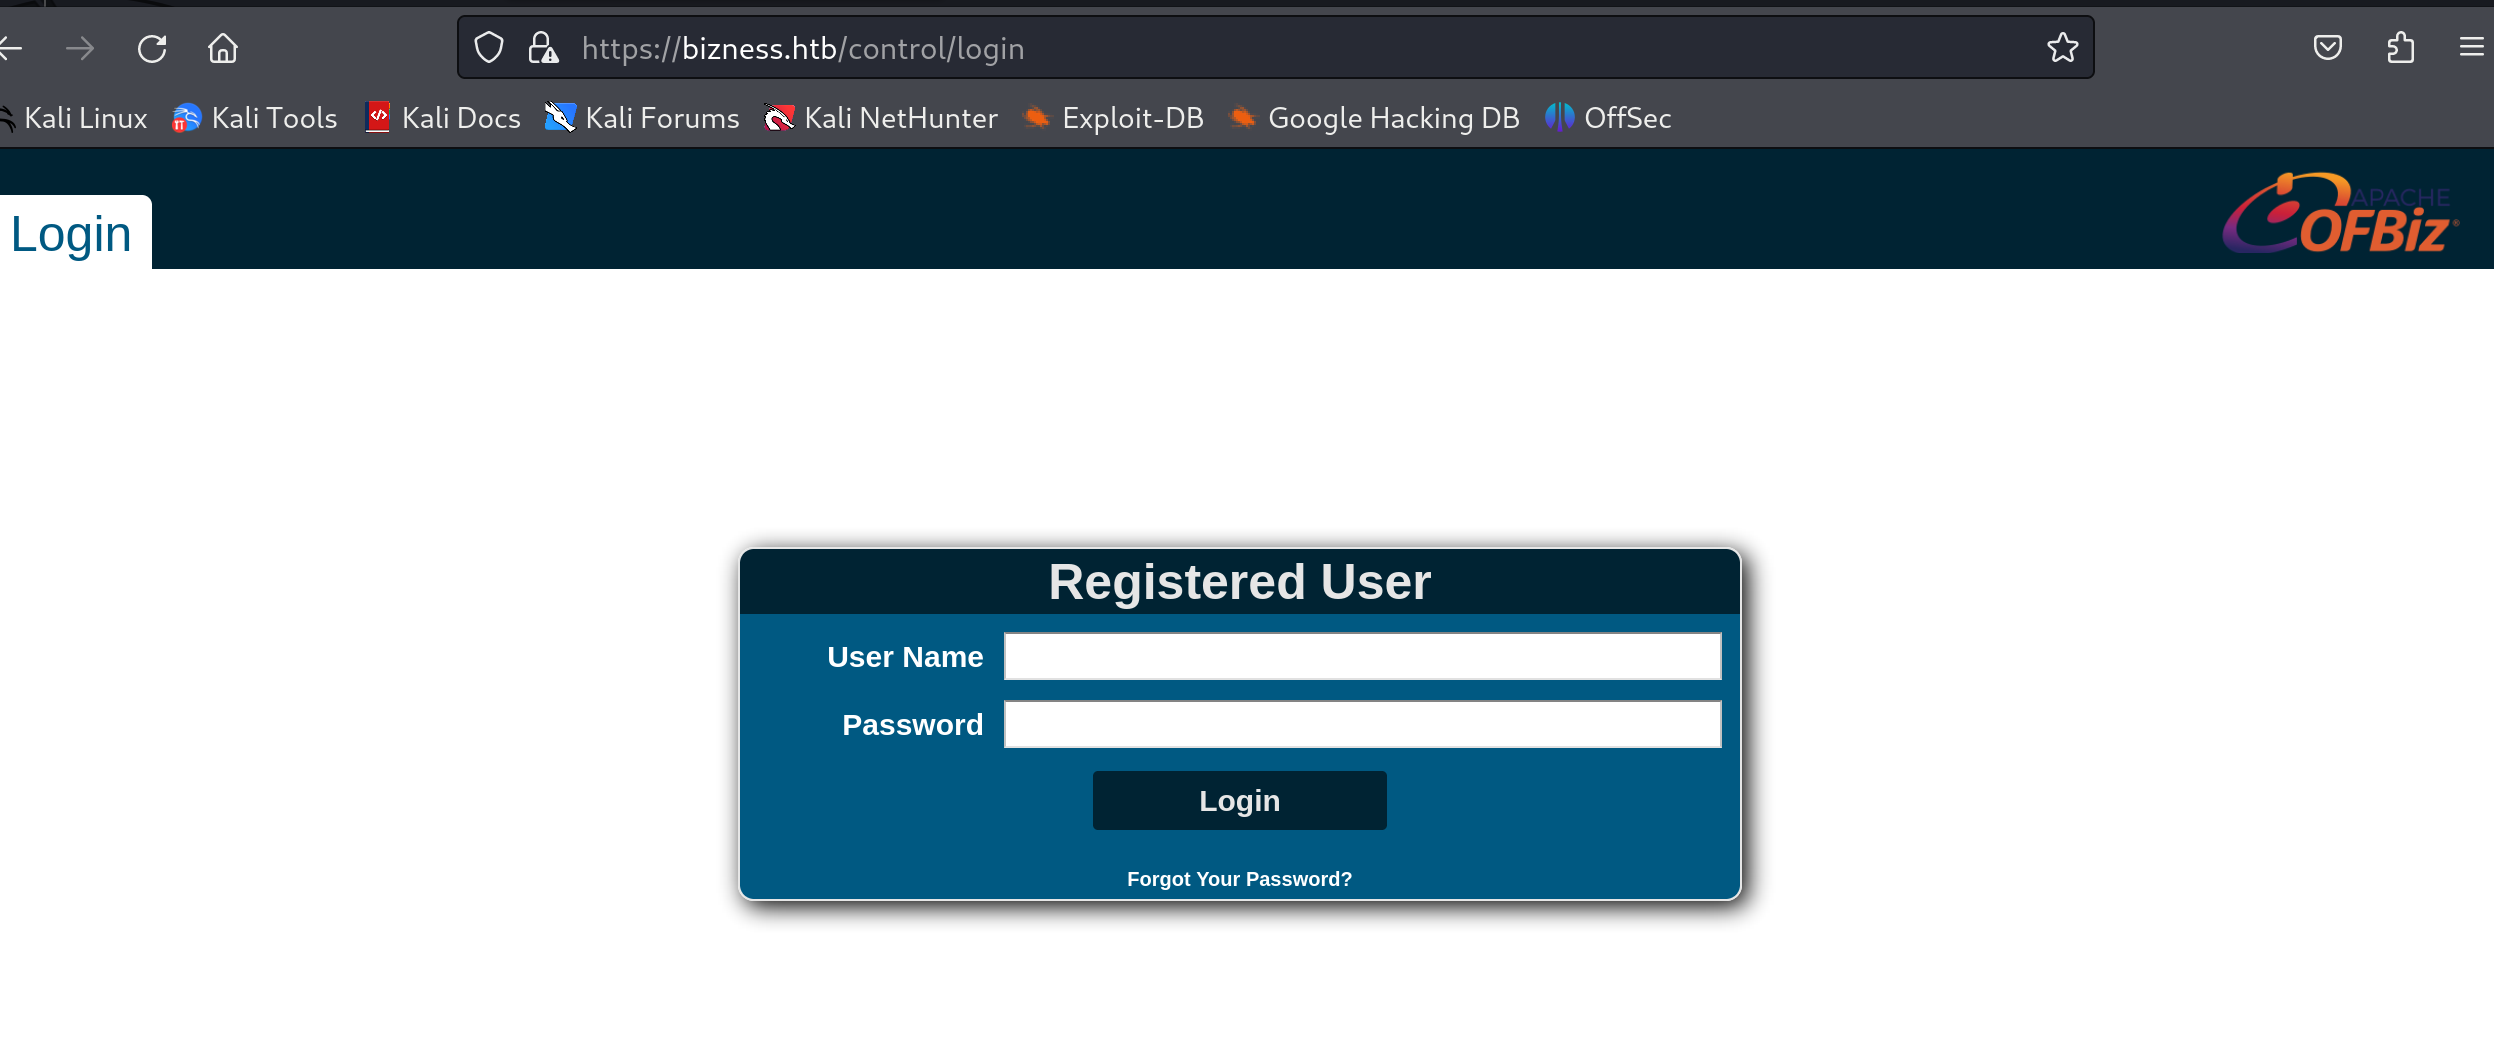 https://bizness.htb/control/login
Kali Linux Kali Tools Kali Docs Kali Forums Kali NetHunter Exploit-DB Google Hacking DB OffSec
Login
APACHE
OFBiz®
Registered User
User Name
Password
Login
Forgot Your Password?